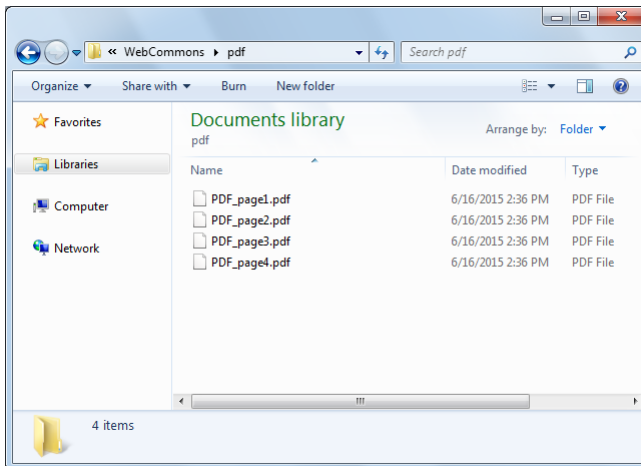 « WebCommons pdf Search pdf
Organize Share with Burn New folder
Favorites
Libraries
Computer
Network
Documents library
pdf
Arrange by: Folder
Name Date modified Type
PDF_page1.pdf 6/16/2015 2:36 PM PDF File
PDF_page2.pdf 6/16/2015 2:36 PM PDF File
PDF_page3.pdf 6/16/2015 2:36 PM PDF File
PDF_page4.pdf 6/16/2015 2:36 PM PDF File
4 items